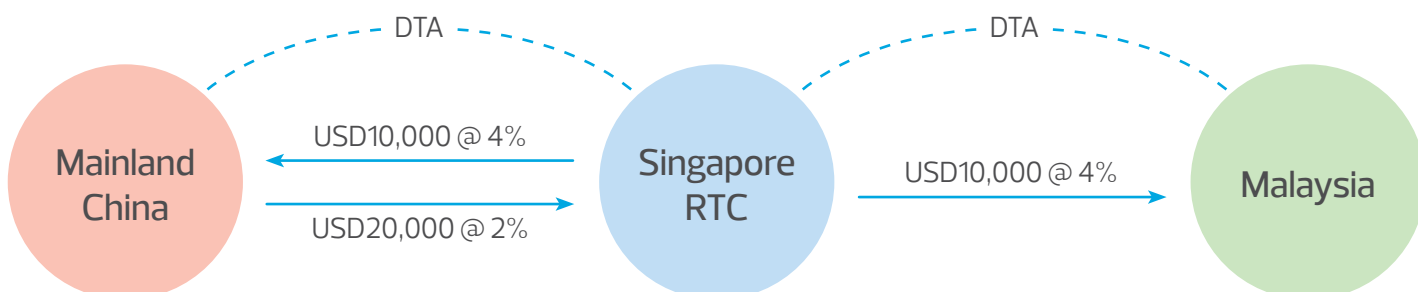 DTA
DTA
Mainland
China
USD10,000 @ 4%
USD20,000 @ 2%
Singapore
RTC
USD10,000 @ 4%
Malaysia